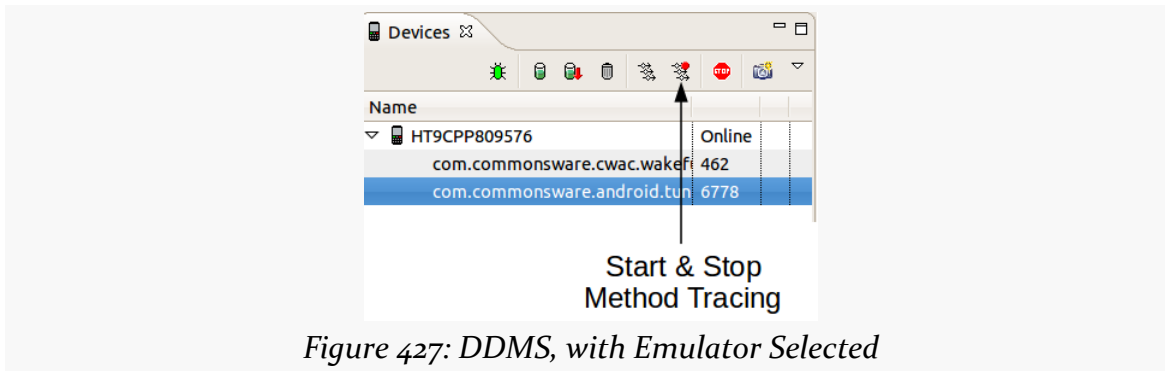 Devices
STOP
Name
HT9CPP809576 Online
com.commonsware.cwac.wakef 462
com.commonsware.android.tun 6778
Start & Stop
Method Tracing
Figure 427: DDMS, with Emulator Selected